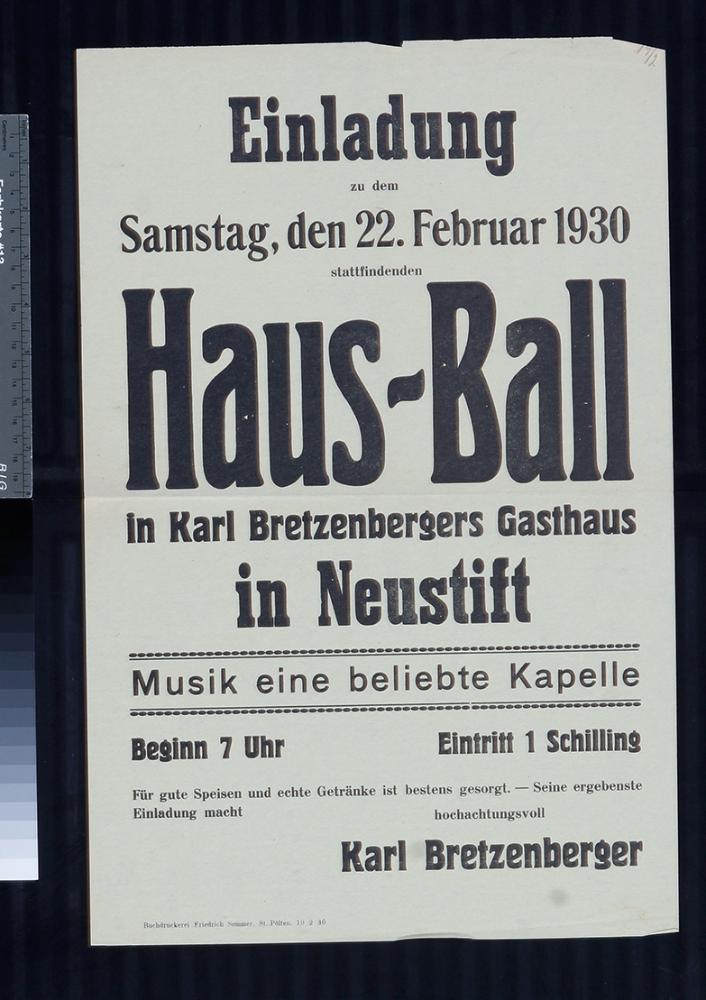 Einladung
zu dem
Samstag, den 22. Februar 1930
stattfindenden
Haus-Ball
in Karl Bretzenbergers Gasthaus
in Neustift
Musik eine beliebte Kapelle
Beginn 7 Uhr Eintritt 1 Schilling
Für gute Speisen und echte Getränke ist bestens gesorgt. — Seine ergebenste
Einladung macht hochachtungsvoll
Karl Bretzenberger
Buchdruckerei Friedrich Sommer, St. Pölten.